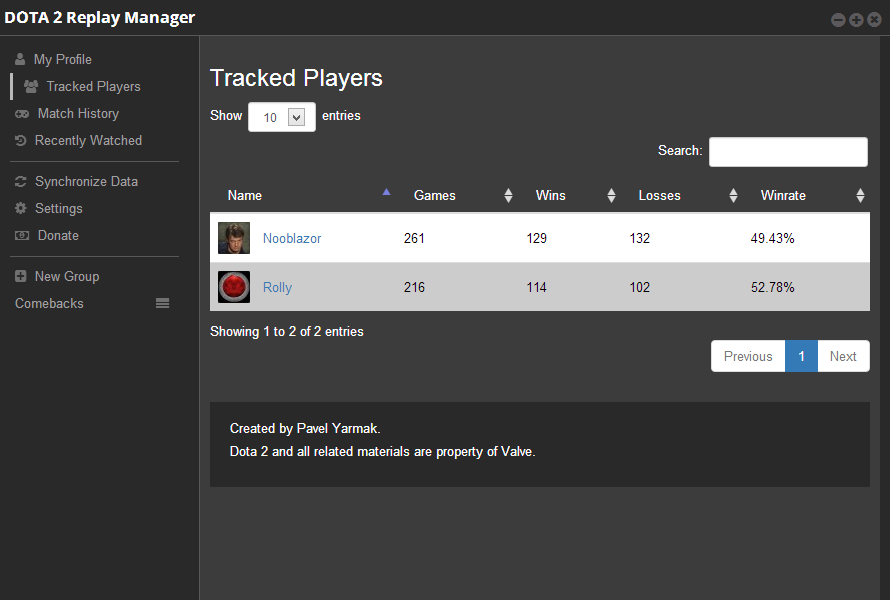 DOTA 2 Replay Manager
My Profile
Tracked Players
Match History
Recently Watched
Synchronize Data
Settings
Donate
New Group
Comebacks
Tracked Players
Show 10 entries
Search:
Name Games Wins Losses Winrate
Nooblazor 261 129 132 49.43%
Rolly 216 114 102 52.78%
Showing 1 to 2 of 2 entries
Previous 1 Next
Created by Pavel Yarmak.
Dota 2 and all related materials are property of Valve.